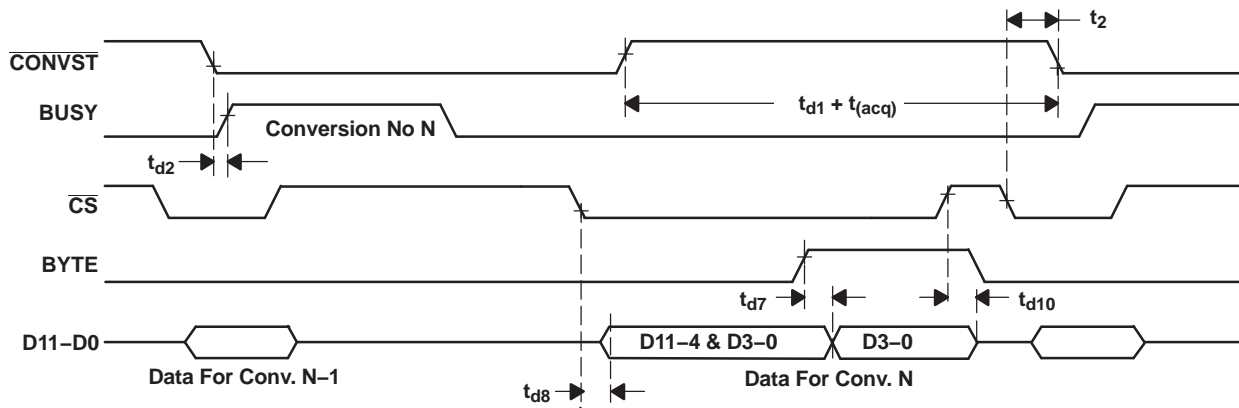 t2
CONVST
td1 + t(acq)
BUSY
Conversion No N
td2
CS
BYTE
td7
td10
D11–D0
D11–4 & D3–0
D3–0
Data For Conv. N–1
Data For Conv. N
td8